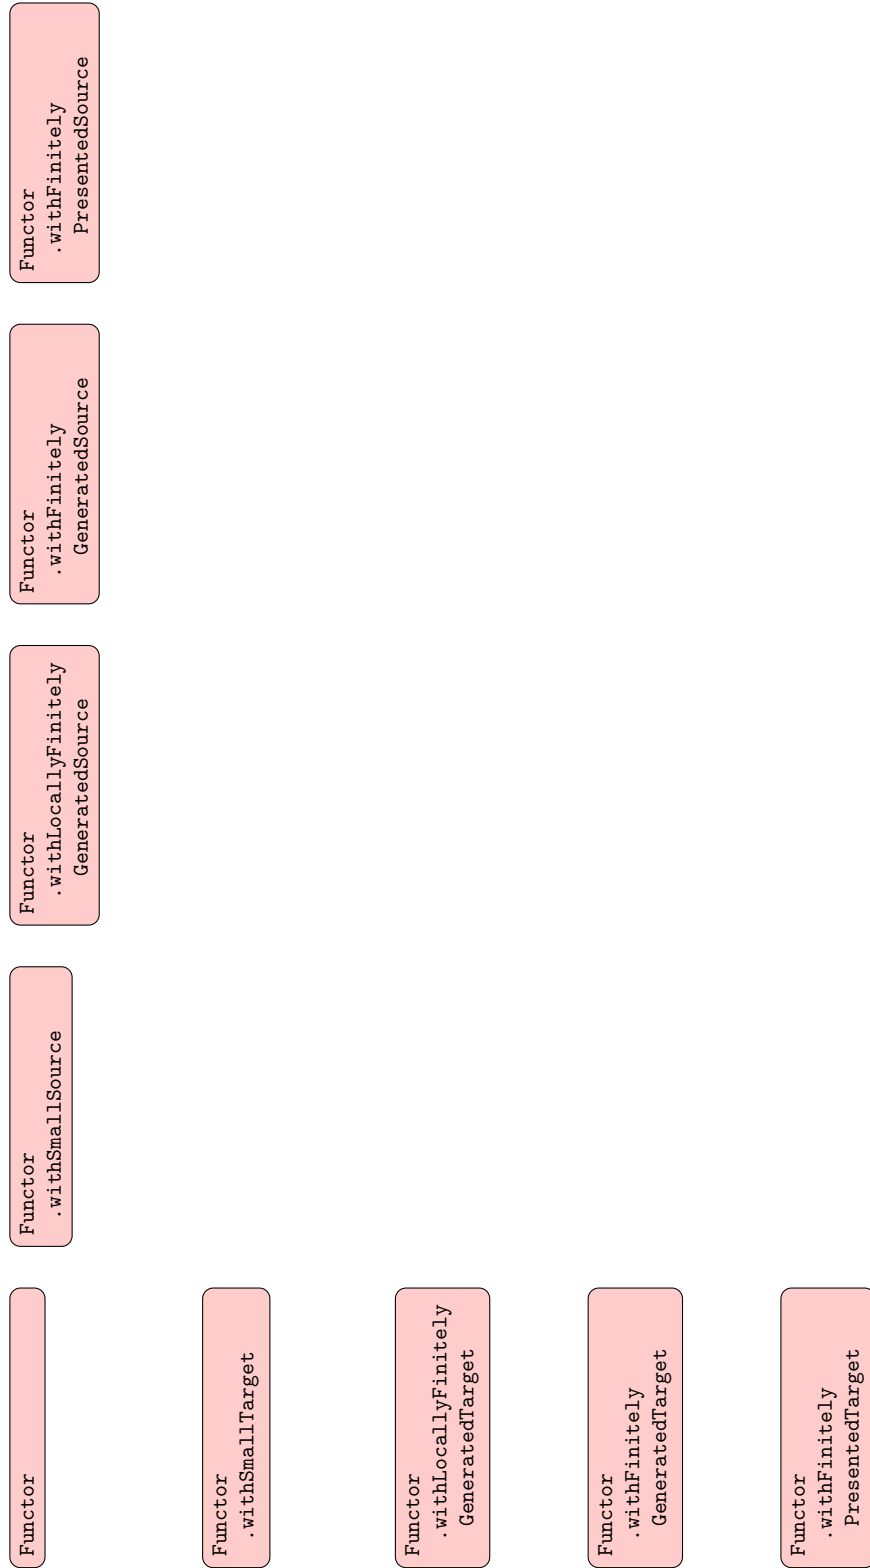 Functor
Functor
.withSmallSource
Functor
.withLocallyFinitely
GeneratedSource
Functor
.withFinitely
GeneratedSource
Functor
.withFinitely
PresentedSource
Functor
.withSmallTarget
Functor
.withLocallyFinitely
GeneratedTarget
Functor
.withFinitely
GeneratedTarget
Functor
.withFinitely
PresentedTarget